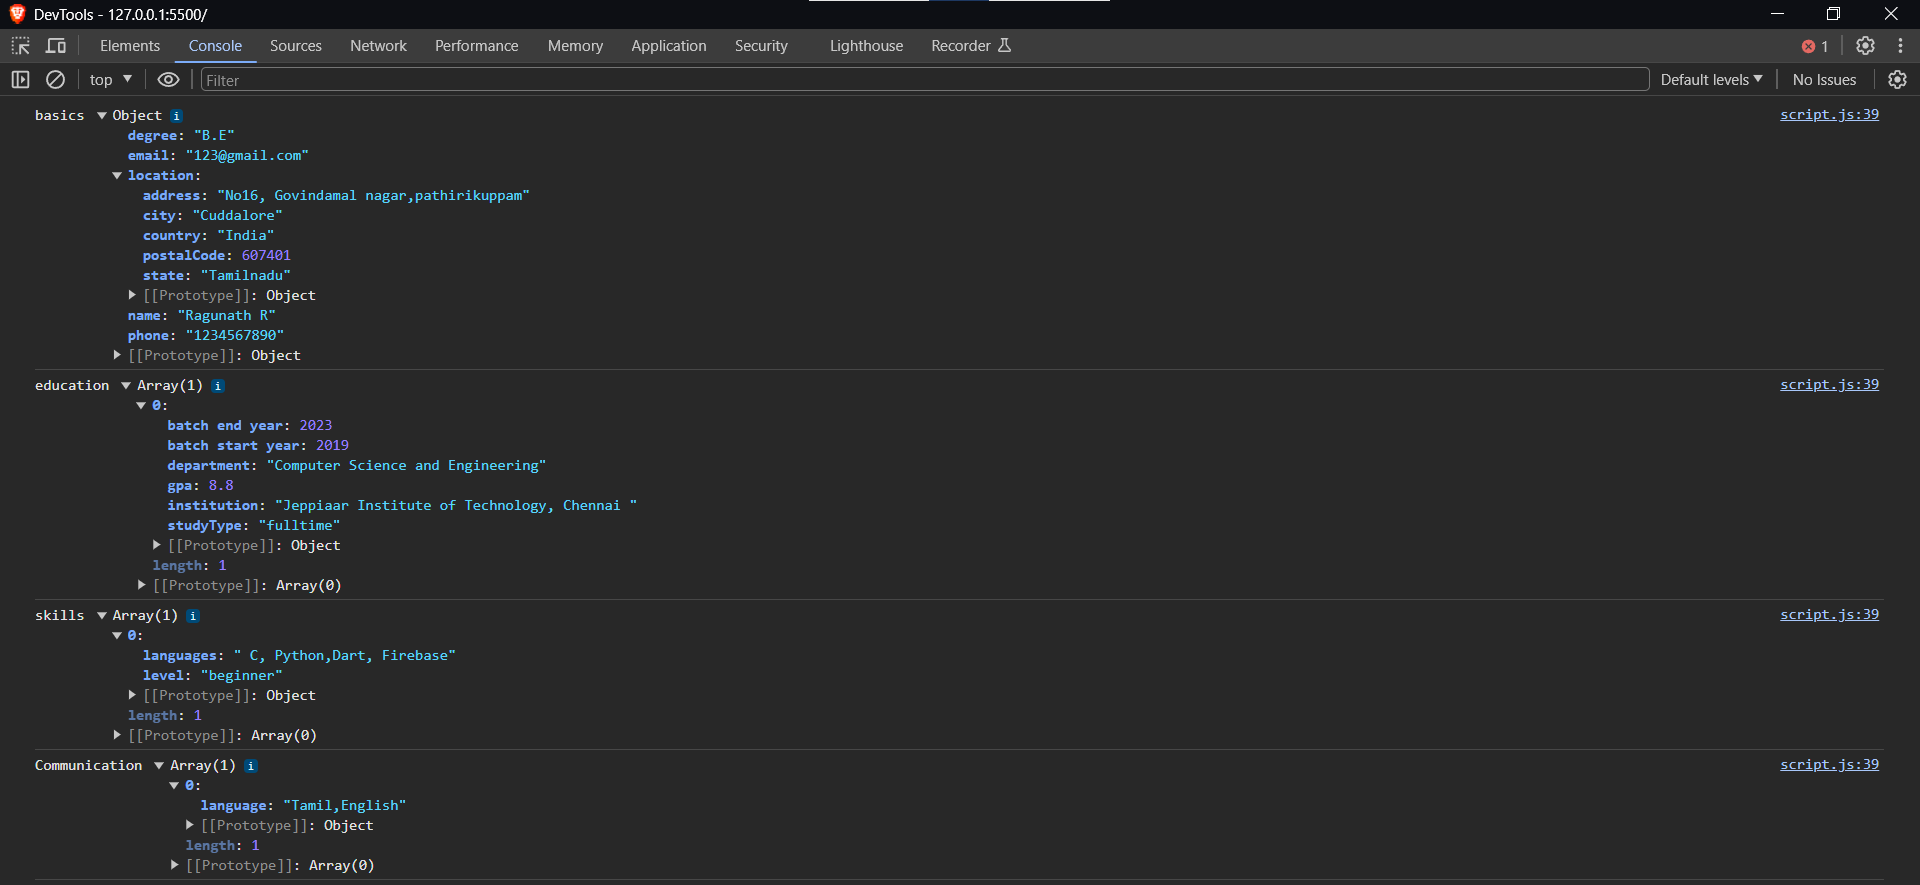 DevTools - 127.0.0.1:5500/
Elements Console Sources Network Performance Memory Application Security Lighthouse Recorder 1
top Filter Default levels No Issues
basics Object i script.js:39
degree: "B.E"
email: "123@gmail.com"
location:
address: "No16, Govindamal nagar,pathirikuppam"
city: "Cuddalore"
country: "India"
postalCode: 607401
state: "Tamilnadu"
[[Prototype]]: Object
name: "Ragunath R"
phone: "1234567890"
[[Prototype]]: Object
education Array(1) i script.js:39
0:
batch end year: 2023
batch start year: 2019
department: "Computer Science and Engineering"
gpa: 8.8
institution: "Jeppiaar Institute of Technology, Chennai "
studyType: "fulltime"
[[Prototype]]: Object
length: 1
[[Prototype]]: Array(0)
skills Array(1) i script.js:39
0:
languages: " C, Python,Dart, Firebase"
level: "beginner"
[[Prototype]]: Object
length: 1
[[Prototype]]: Array(0)
Communication Array(1) i script.js:39
0:
language: "Tamil,English"
[[Prototype]]: Object
length: 1
[[Prototype]]: Array(0)